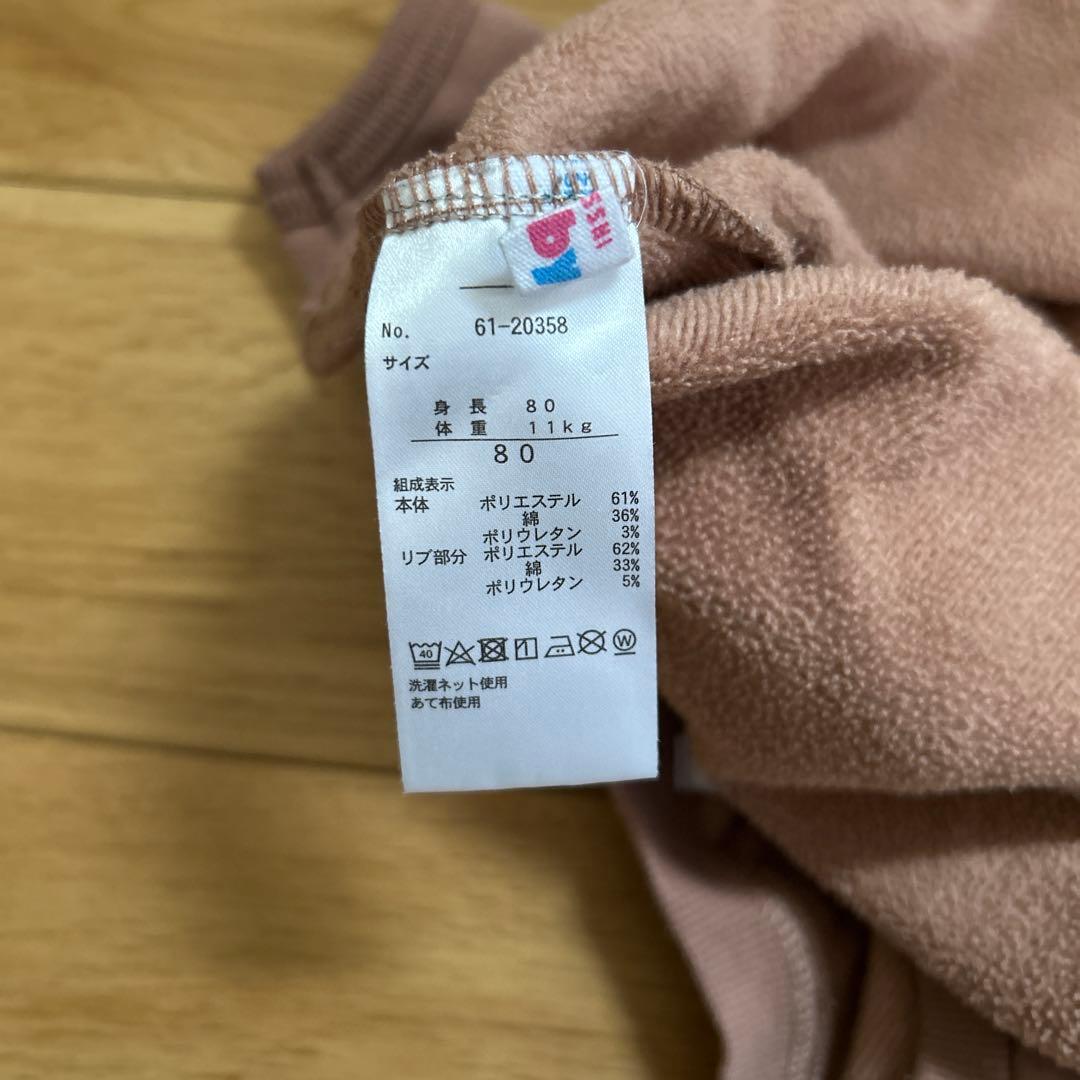 SSHI
by
No. 61-20358
サイズ
身長 80
体重 11kg
80
組成表示
本体 ポリエステル 61%
綿 36%
ポリウレタン 3%
リブ部分 ポリエステル 62%
綿 33%
ポリウレタン 5%
40 W
洗濯ネット使用
あて布使用